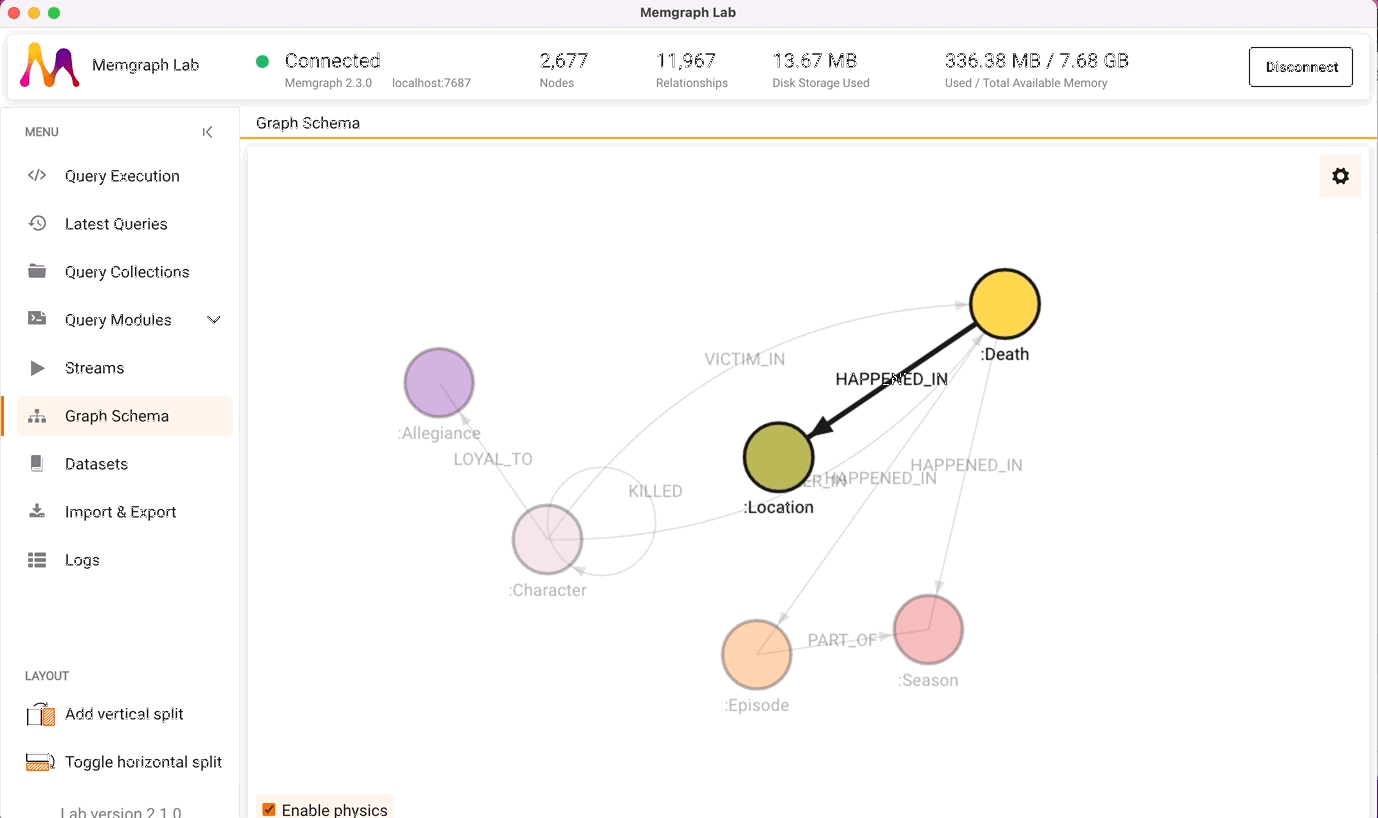 Memgraph Lab
Memgraph Lab
Connected
Memgraph 2.3.0 localhost:7687
2,677
Nodes
11,967
Relationships
13.67 MB
Disk Storage Used
336.38 MB / 7.68 GB
Used / Total Available Memory
Disconnect
MENU
Query Execution
Latest Queries
Query Collections
Query Modules
Streams
Graph Schema
Datasets
Import & Export
Logs
LAYOUT
Add vertical split
Toggle horizontal split
Lab version 2.1.0
Graph Schema
:Death
VICTIM_IN
HAPPENED_IN
:Allegiance
LOYAL_TO
HAPPENED_IN
HAPPENED_IN
KILLED
:Location
:Character
PART_OF
:Season
:Episode
Enable physics